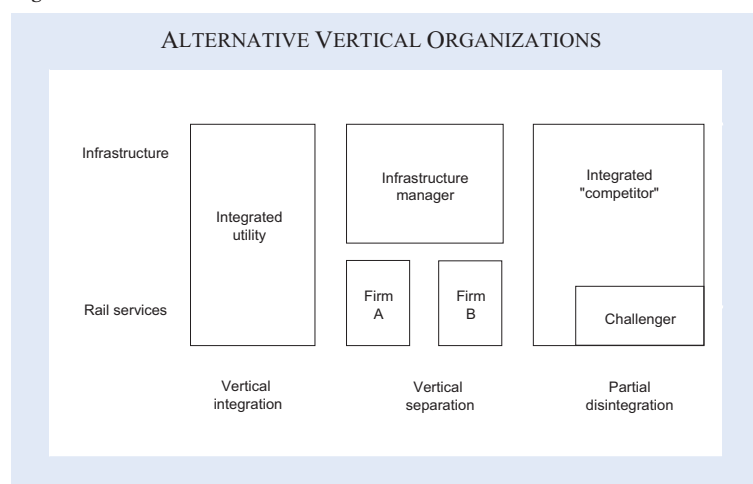 ALTERNATIVE VERTICAL ORGANIZATIONS
Infrastructure
Integrated
utility
Infrastructure
manager
Integrated
"competitor"
Rail services
Firm
A
Firm
B
Challenger
Vertical
integration
Vertical
separation
Partial
disintegration